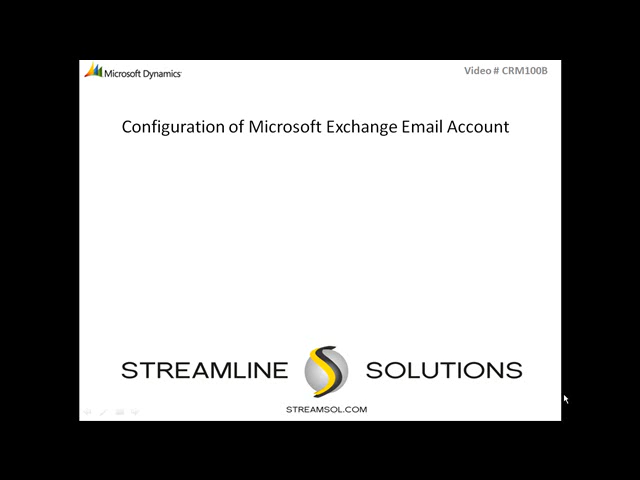 Microsoft Dynamics
Video # CRM100B
Configuration of Microsoft Exchange Email Account
STREAMLINE SOLUTIONS
STREAMSOL.COM